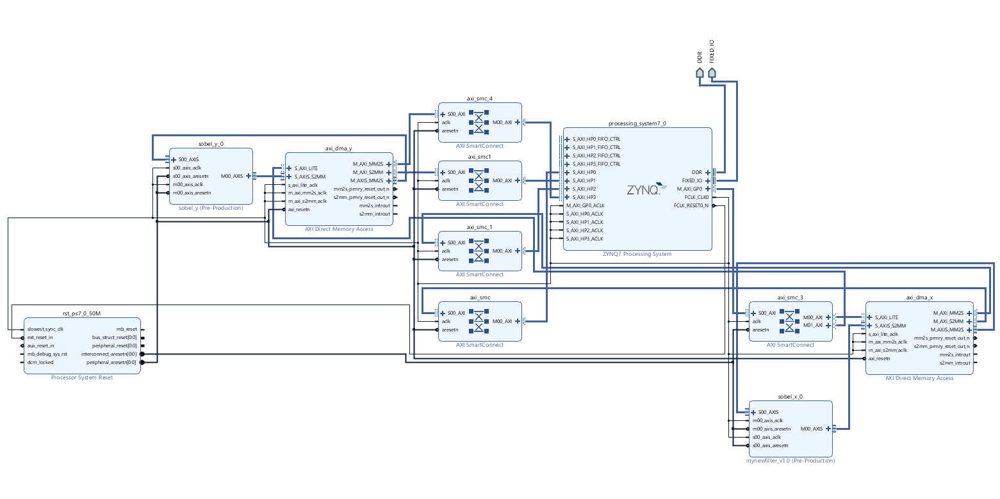 DDR
FIXED_IO
axi_smc_4
S00_AXI
aclk
aresetn
M00_AXI
AXI SmartConnect
processing_system7_0
S_AXI_HP0_FIFO_CTRL
S_AXI_HP1_FIFO_CTRL
S_AXI_HP2_FIFO_CTRL
S_AXI_HP3_FIFO_CTRL
S_AXI_HP0
S_AXI_HP1
S_AXI_HP2
S_AXI_HP3
M_AXI_GP0_ACLK
S_AXI_HP0_ACLK
S_AXI_HP1_ACLK
S_AXI_HP2_ACLK
S_AXI_HP3_ACLK
ZYNQ
DDR
FIXED_IO
M_AXI_GP0
FCLK_CLK0
FCLK_RESET0_N
ZYNQ7 Processing System
sobel_y_0
S00_AXIS
s00_axis_aclk
s00_axis_aresetn
m00_axis_aclk
m00_axis_aresetn
M00_AXIS
sobel_y (Pre-Production)
axi_dma_y
S_AXI_LITE
S_AXIS_S2MM
s_axi_lite_aclk
m_axi_mm2s_aclk
m_axi_s2mm_aclk
axi_resetn
M_AXI_MM2S
M_AXI_S2MM
M_AXIS_MM2S
mm2s_prmry_reset_out_n
s2mm_prmry_reset_out_n
mm2s_introut
s2mm_introut
AXI Direct Memory Access
axi_smc1
S00_AXI
aclk
aresetn
M00_AXI
AXI SmartConnect
axi_smc_1
S00_AXI
aclk
aresetn
M00_AXI
AXI SmartConnect
axi_smc
S00_AXI
aclk
aresetn
M00_AXI
AXI SmartConnect
rst_ps7_0_50M
slowest_sync_clk
ext_reset_in
aux_reset_in
mb_debug_sys_rst
dcm_locked
mb_reset
bus_struct_reset[0:0]
peripheral_reset[0:0]
interconnect_aresetn[0:0]
peripheral_aresetn[0:0]
Processor System Reset
axi_smc_3
S00_AXI
aclk
aresetn
M00_AXI
M01_AXI
AXI SmartConnect
axi_dma_x
S_AXI_LITE
S_AXIS_S2MM
s_axi_lite_aclk
m_axi_mm2s_aclk
m_axi_s2mm_aclk
axi_resetn
M_AXI_MM2S
M_AXI_S2MM
M_AXIS_MM2S
mm2s_prmry_reset_out_n
s2mm_prmry_reset_out_n
mm2s_introut
s2mm_introut
AXI Direct Memory Access
sobel_x_0
S00_AXIS
m00_axis_aclk
m00_axis_aresetn
s00_axis_aclk
s00_axis_aresetn
M00_AXIS
mynewfilter_v1.0 (Pre-Production)